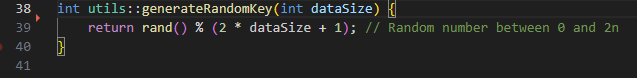 38 int utils::generateRandomKey(int dataSize) {
39     return rand() % (2 * dataSize + 1); // Random number between 0 and 2n
40 }